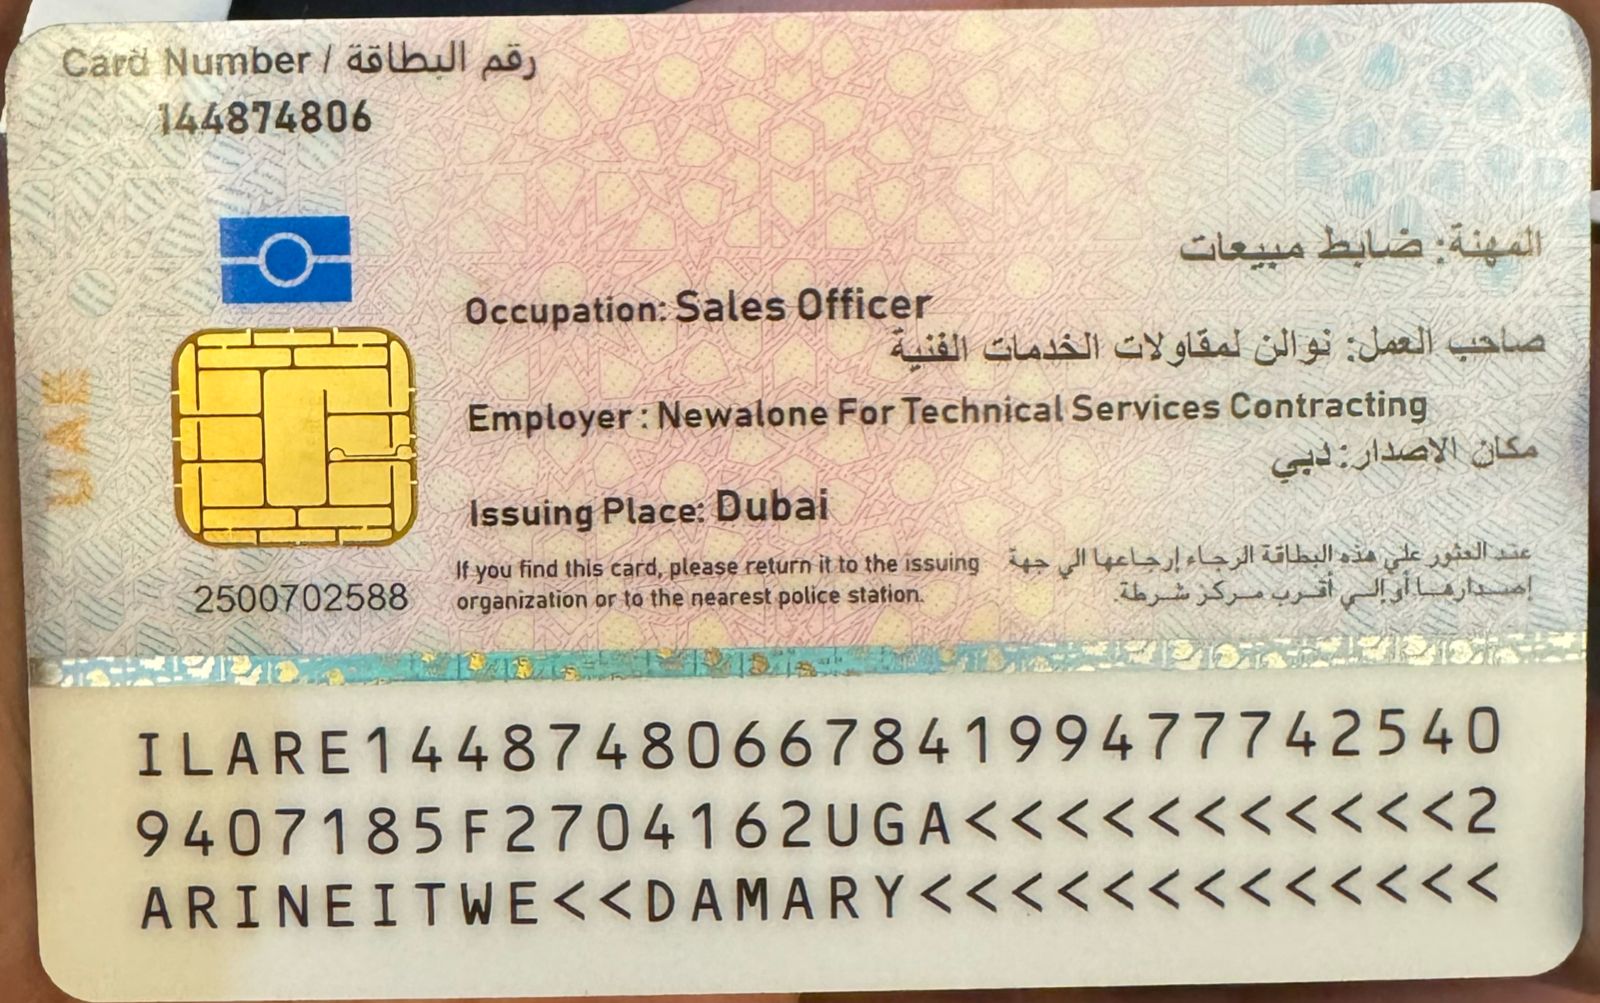 Card Number / رقم البطاقة
144874806
المهنة: ضابط مبيعات
Occupation: Sales Officer
صاحب العمل: نوالن لمقاولات الخدمات الفنية
Employer : Newalone For Technical Services Contracting
مكان الاصدار: دبي
Issuing Place: Dubai
UAE
If you find this card, please return it to the issuing
organization or to the nearest police station.
عند العثور علي هذه البطاقة الرجاء إرجاعها الي جهة
إصدارها أو إلي أقرب مركز شرطة.
2500702588
ILARE1448748066784199477742540
9407185F2704162UGA<<<<<<<<<<<2
ARINEITWE<<DAMARY<<<<<<<<<<<<<